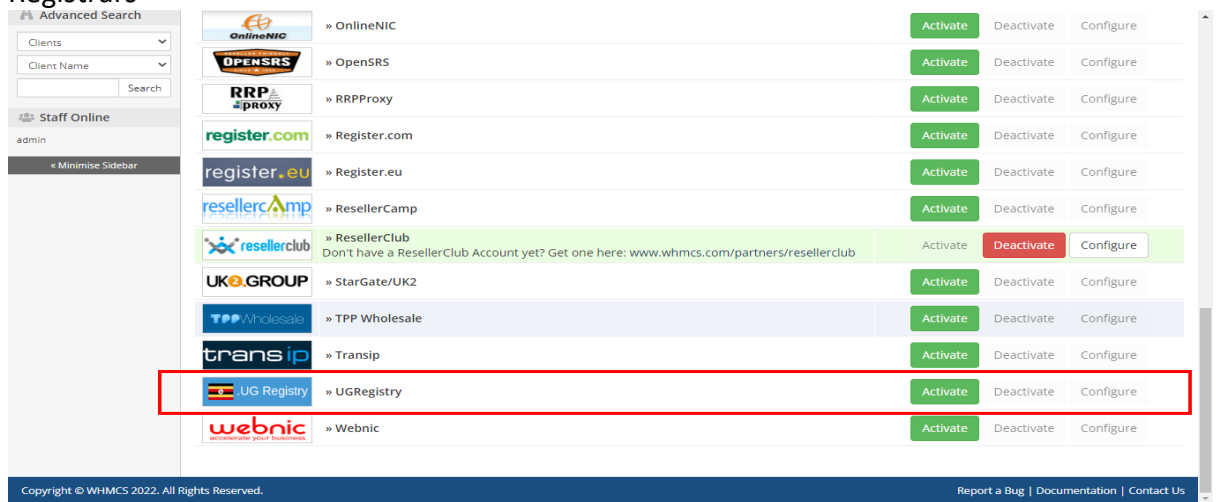 Registrars
Advanced Search
Clients
Client Name
Search
Staff Online
admin
« Minimise Sidebar
OnlineNIC
» OnlineNIC
Activate Deactivate Configure
OPENSRS
» OpenSRS
Activate Deactivate Configure
RRP proxy
» RRPProxy
Activate Deactivate Configure
register.com
» Register.com
Activate Deactivate Configure
register.eu
» Register.eu
Activate Deactivate Configure
resellercamp
» ResellerCamp
Activate Deactivate Configure
resellerclub
» ResellerClub
Don't have a ResellerClub Account yet? Get one here: www.whmcs.com/partners/resellerclub
Activate Deactivate Configure
UK2.GROUP
» StarGate/UK2
Activate Deactivate Configure
TPPWholesale
» TPP Wholesale
Activate Deactivate Configure
transip
» Transip
Activate Deactivate Configure
.UG Registry
» UGRegistry
Activate Deactivate Configure
webnic
accelerate your business
» Webnic
Activate Deactivate Configure
Copyright © WHMCS 2022. All Rights Reserved.
Report a Bug | Documentation | Contact Us